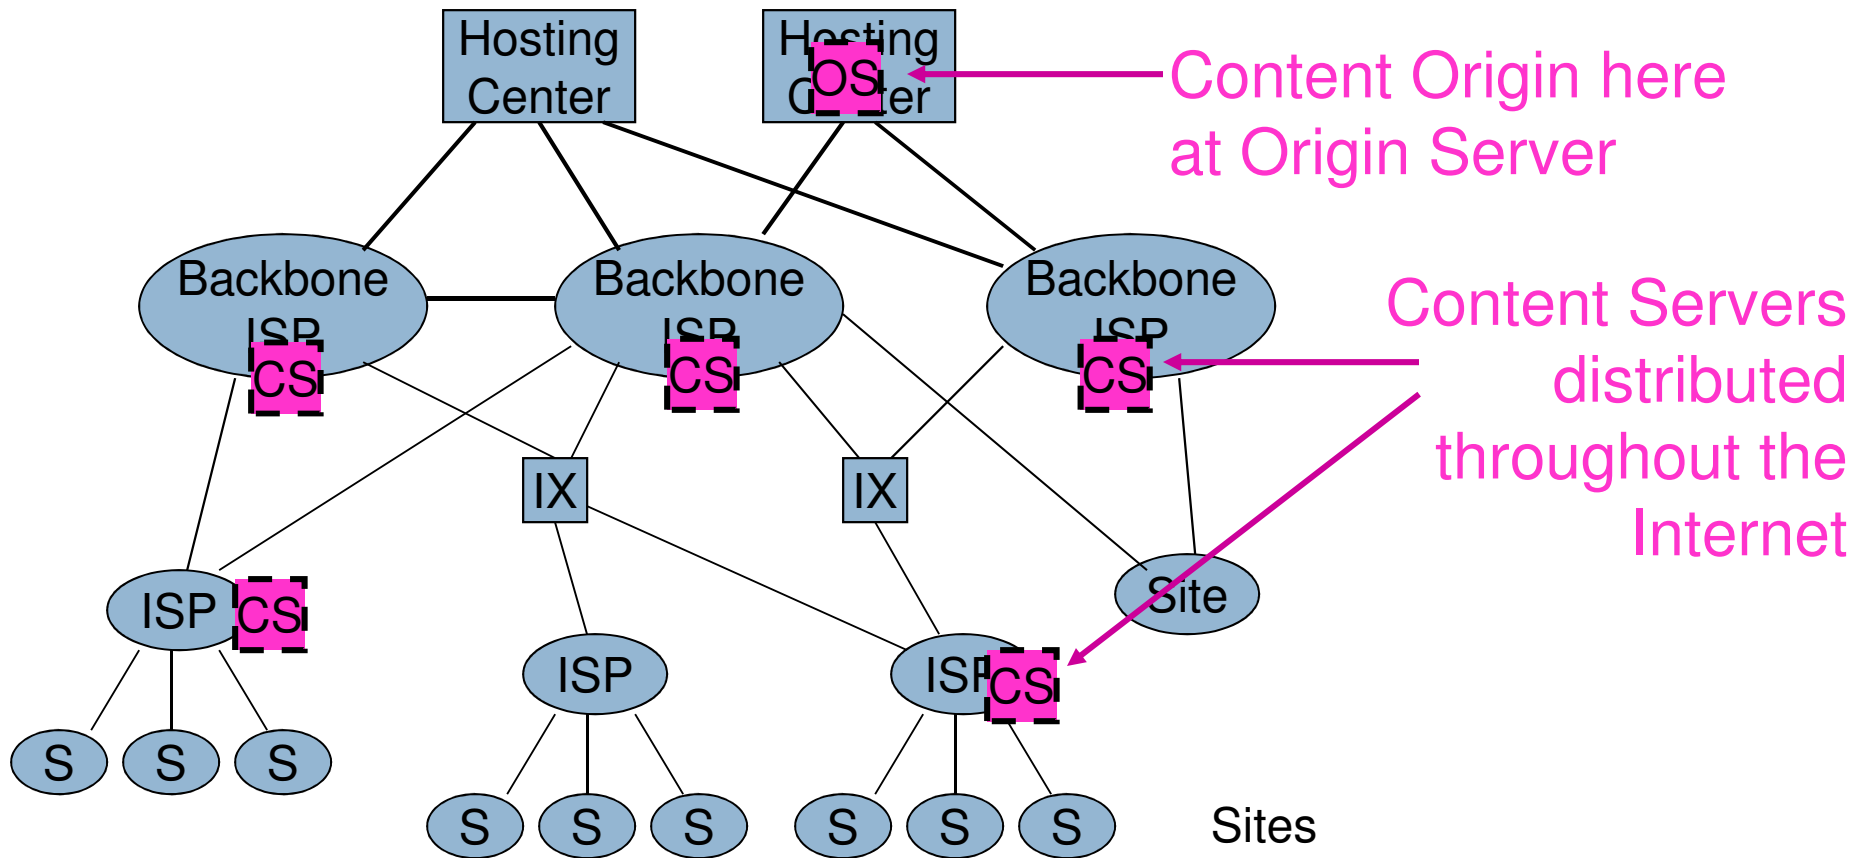 Hosting
Center
Hosting
Center
OS
Content Origin here
at Origin Server
Backbone
ISP
CS
Backbone
ISP
CS
Backbone
ISP
CS
Content Servers
distributed
throughout the
Internet
IX
IX
Site
ISP
CS
ISP
ISP
CS
S
S
S
S
S
S
S
S
S
Sites